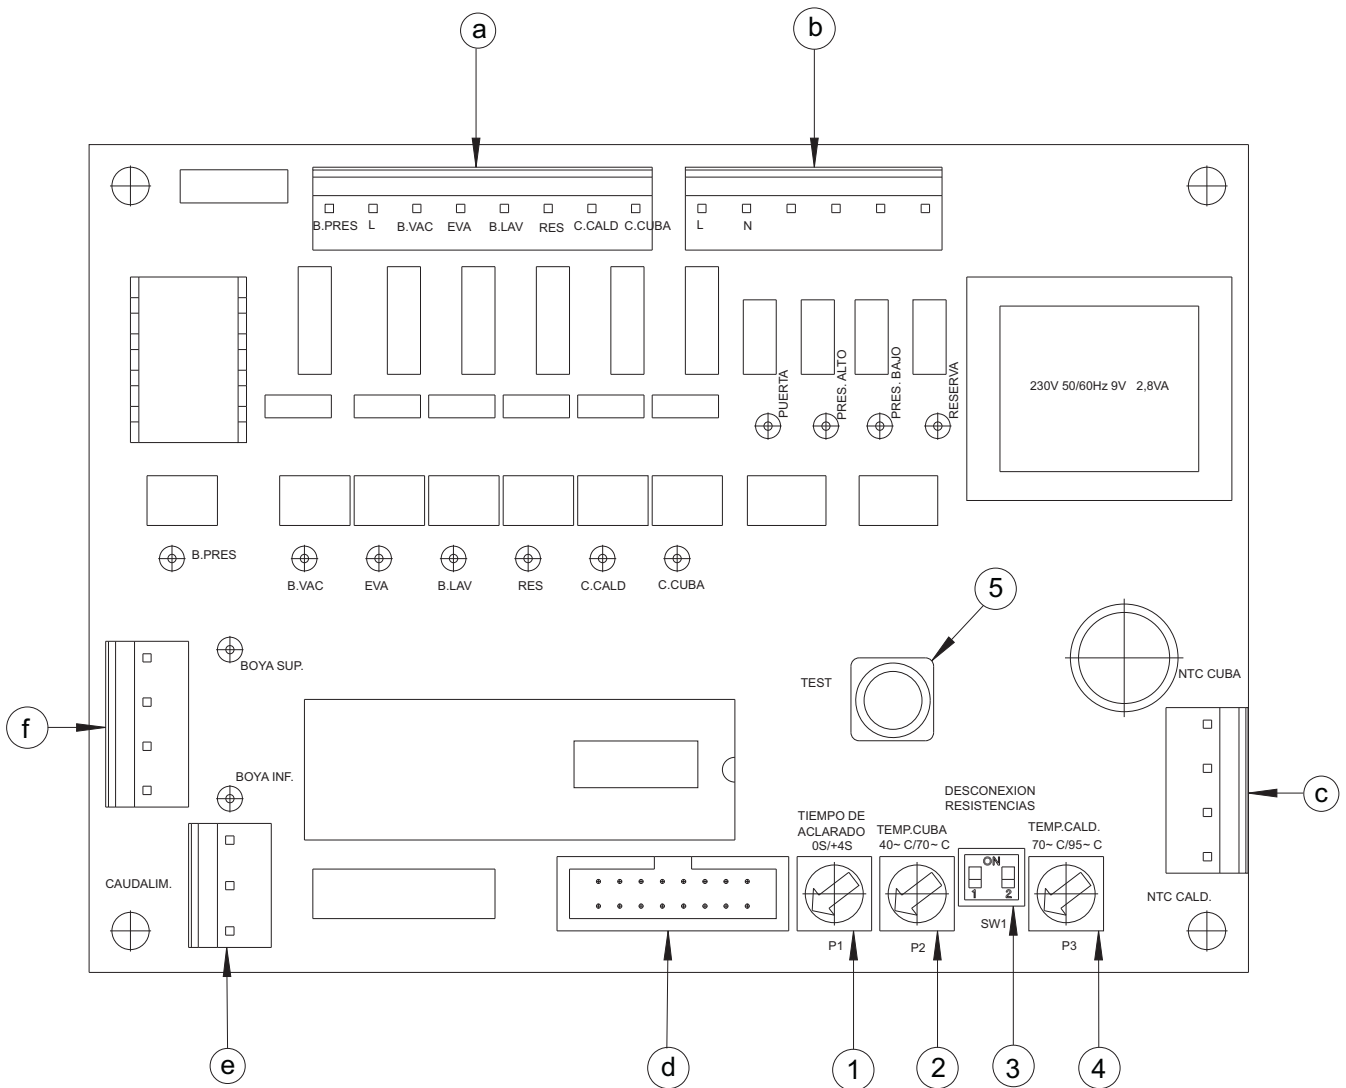 a
b
B.PRES L B.VAC EVA B.LAV RES C.CALD C.CUBA
L N
PUERTA
PRES. ALTO
PRES. BAJO
RESERVA
230V 50/60Hz 9V 2,8VA
B.PRES
B.VAC EVA B.LAV RES C.CALD C.CUBA
5
BOYA SUP.
TEST
NTC CUBA
f
BOYA INF.
c
DESCONEXION
RESISTENCIAS
TIEMPO DE
ACLARADO
0S/+4S
TEMP.CUBA
40~ C/70~ C
TEMP.CALD.
70~ C/95~ C
ON
1 2
CAUDALIM.
NTC CALD.
SW1
P1
P2
P3
e
d
1
2
3
4